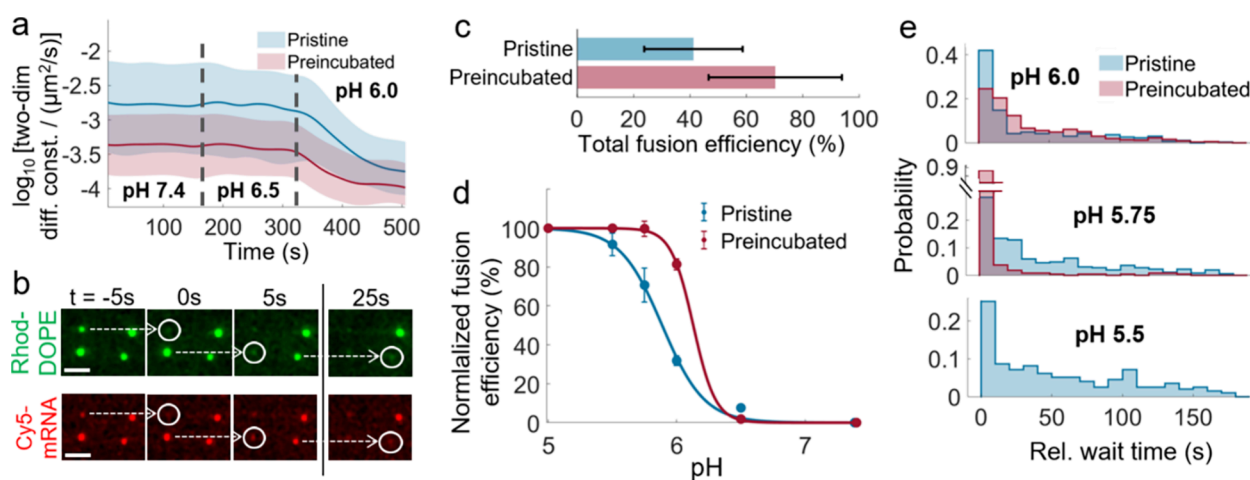 a
log10[two-dim
diff. const. / (μm²/s)]
-2
-2.5
-3
-3.5
-4
Pristine
Preincubated
pH 6.0
pH 7.4
pH 6.5
100
200
300
400
500
Time (s)
b
t = -5s
0s
5s
25s
Rhod-
DOPE
Cy5-
mRNA
c
Pristine
Preincubated
0
20
40
60
80
100
Total fusion efficiency (%)
d
Normlalized fusion
efficiency (%)
100
80
60
40
20
0
Pristine
Preincubated
5
6
7
pH
e
Probability
0.4
0.2
0
pH 6.0
Pristine
Preincubated
0.9
0.2
0.1
0
pH 5.75
0.2
0.1
0
pH 5.5
0
50
100
150
Rel. wait time (s)